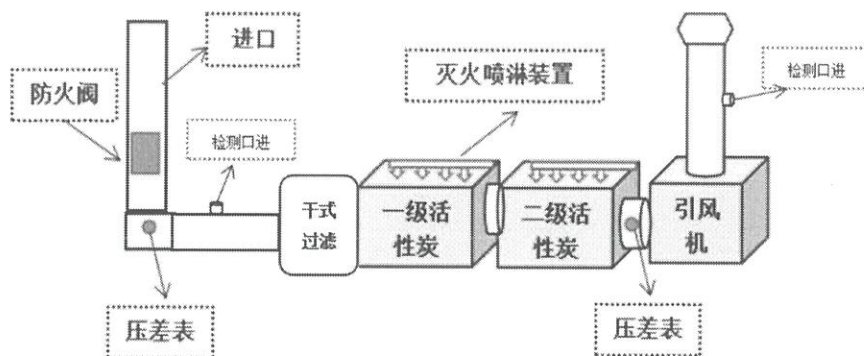 进口
防火阀
检测口进
灭火喷淋装置
检测口进
干式
过滤
一级活
性炭
二级活
性炭
引风
机
压差表
压差表